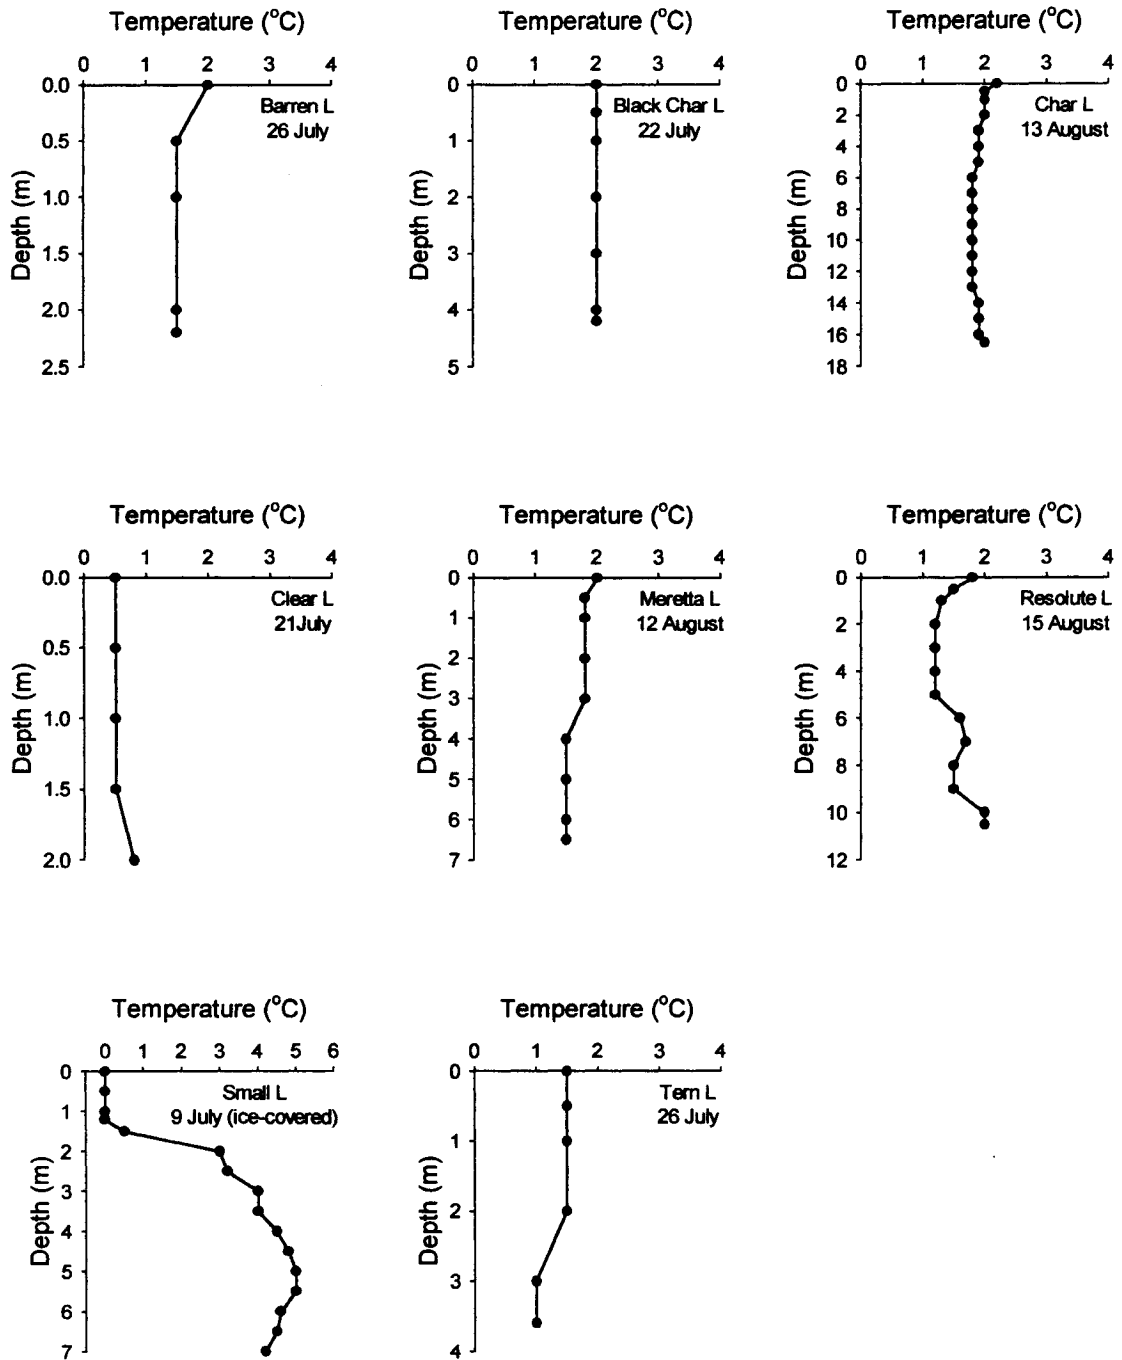 Temperature (°C)
0 1 2 3 4
0.0
0.5
1.0
1.5
2.0
2.5
Depth (m)
Barren L
26 July
Temperature (°C)
0 1 2 3 4
0
1
2
3
4
5
Depth (m)
Black Char L
22 July
Temperature (°C)
0 1 2 3 4
0
2
4
6
8
10
12
14
16
18
Depth (m)
Char L
13 August
Temperature (°C)
0 1 2 3 4
0.0
0.5
1.0
1.5
2.0
Depth (m)
Clear L
21July
Temperature (°C)
0 1 2 3 4
0
1
2
3
4
5
6
7
Depth (m)
Meretta L
12 August
Temperature (°C)
0 1 2 3 4
0
2
4
6
8
10
12
Depth (m)
Resolute L
15 August
Temperature (°C)
0 1 2 3 4 5 6
0
1
2
3
4
5
6
7
Depth (m)
Small L
9 July (ice-covered)
Temperature (°C)
0 1 2 3 4
0
1
2
3
4
Depth (m)
Tern L
26 July